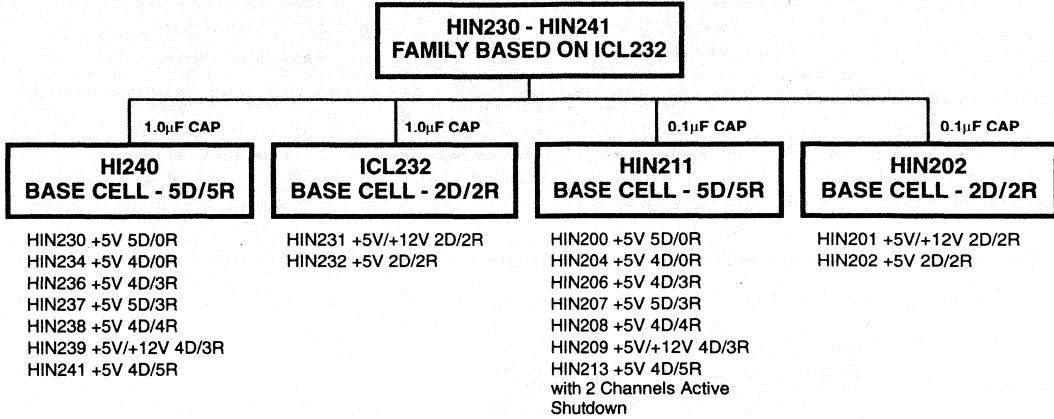 HIN230 - HIN241
FAMILY BASED ON ICL232
1.0µF CAP
1.0µF CAP
0.1µF CAP
0.1µF CAP
HI240
BASE CELL - 5D/5R
ICL232
BASE CELL - 2D/2R
HIN211
BASE CELL - 5D/5R
HIN202
BASE CELL - 2D/2R
HIN230 +5V 5D/0R
HIN234 +5V 4D/0R
HIN236 +5V 4D/3R
HIN237 +5V 5D/3R
HIN238 +5V 4D/4R
HIN239 +5V/+12V 4D/3R
HIN241 +5V 4D/5R
HIN231 +5V/+12V 2D/2R
HIN232 +5V 2D/2R
HIN200 +5V 5D/0R
HIN204 +5V 4D/0R
HIN206 +5V 4D/3R
HIN207 +5V 5D/3R
HIN208 +5V 4D/4R
HIN209 +5V/+12V 4D/3R
HIN213 +5V 4D/5R
with 2 Channels Active
Shutdown
HIN201 +5V/+12V 2D/2R
HIN202 +5V 2D/2R